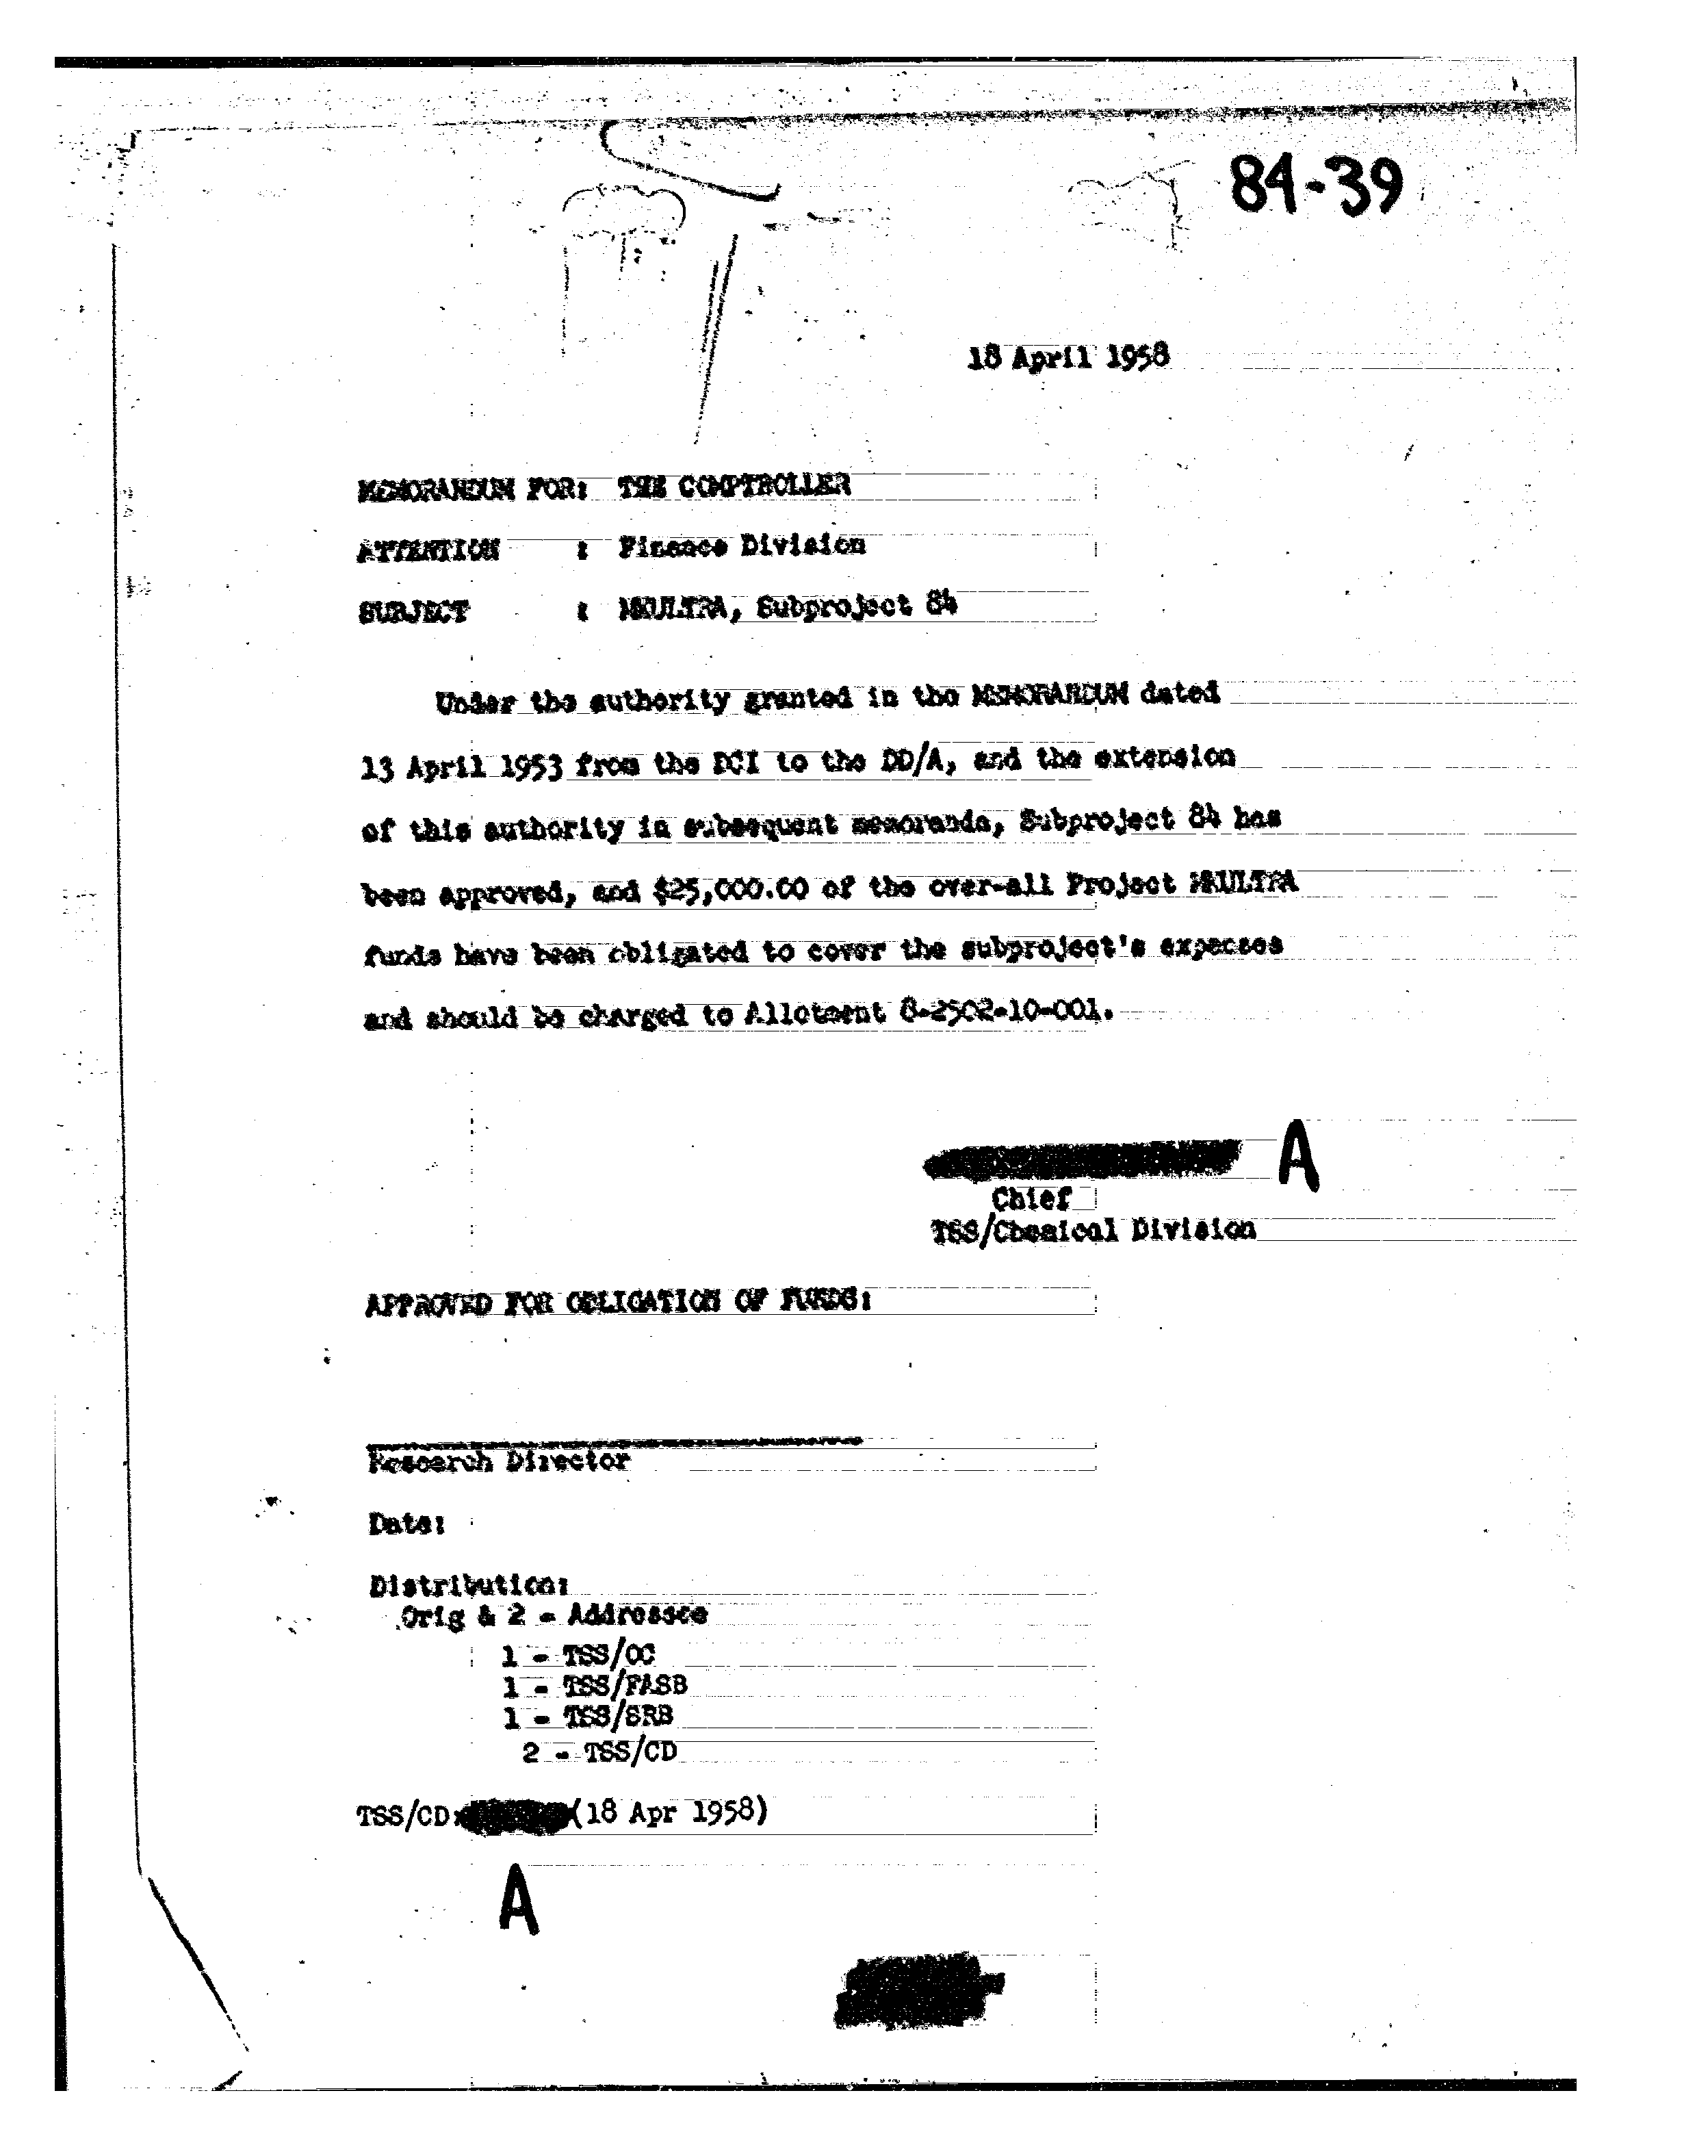 84-39
18 April 1958
MEMORANDUM FOR: THE COMPTROLLER
ATTENTION : Finance Division
SUBJECT : MKULTRA, Subproject 84
Under the authority granted in the MEMORANDUM dated
13 April 1953 from the DCI to the DD/A, and the extension
of this authority in subsequent memoranda, Subproject 84 has
been approved, and $25,000.00 of the over-all Project MKULTRA
funds have been obligated to cover the subproject's expenses
and should be charged to Allotment 8-2502-10-001.
A
Chief
TSS/Chemical Division
APPROVED FOR OBLIGATION OF FUNDS:
Research Director
Date:
Distribution:
Orig & 2 - Addressee
1 - TSS/OC
1 - TSS/FASB
1 - TSS/SRB
2 - TSS/CD
TSS/CD: (18 Apr 1958)
A